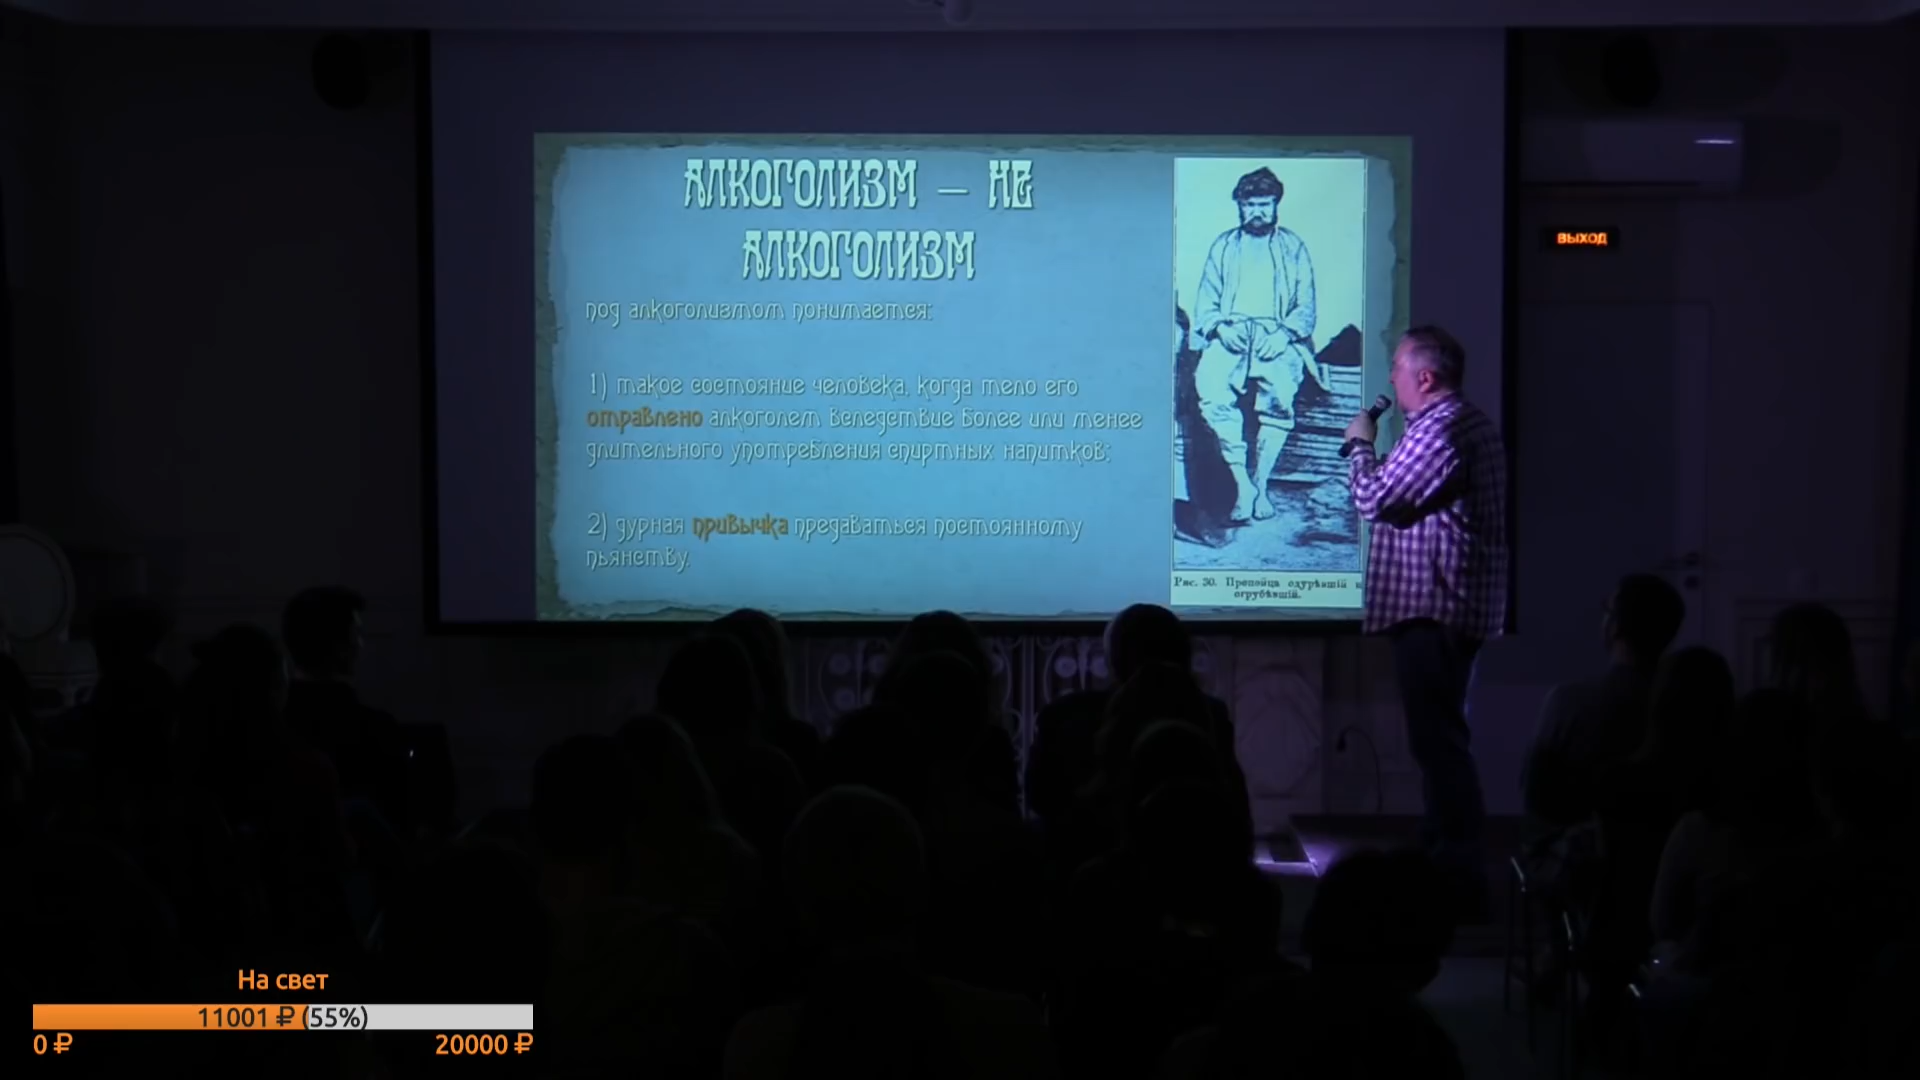 АЛКОГОЛИЗМ – НЕ
АЛКОГОЛИЗМ
под алкоголизмом понимается:
1) такое состояние человека, когда тело его
отравлено алкоголем вследствие более или менее
длительного употребления спиртных напитков;
2) дурная привычка предаваться постоянному
пьянству.
Рис. 30. Пропойца одурѣвшій и
огрубѣвшій.
ВЫХОД
На свет
11001 ₽ (55%)
0 ₽
20000 ₽